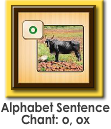 o
Alphabet Sentence
Chant: o, ox